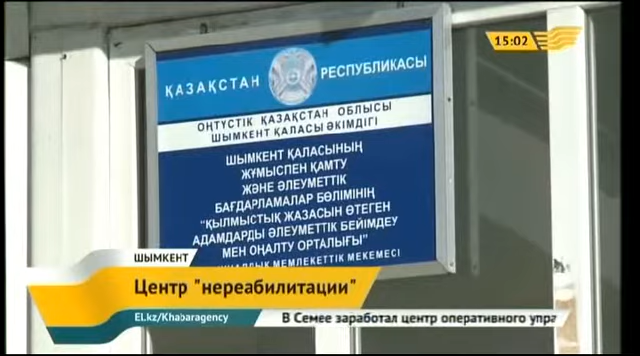 15:02
ҚАЗАҚСТАН РЕСПУБЛИКАСЫ
ОҢТҮСТІК ҚАЗАҚСТАН ОБЛЫСЫ
ШЫМКЕНТ ҚАЛАСЫ ӘКІМДІГІ
ШЫМКЕНТ ҚАЛАСЫНЫҢ
ЖҰМЫСПЕН ҚАМТУ
ЖӘНЕ ӘЛЕУМЕТТІК
БАҒДАРЛАМАЛАР БӨЛІМІНІҢ
"ҚЫЛМЫСТЫҚ ЖАЗАСЫН ӨТЕГЕН
АДАМДАРДЫ ӘЛЕУМЕТТІК БЕЙІМДЕУ
МЕН ОҢАЛТУ ОРТАЛЫҒЫ"
МЕМЛЕКЕТТІК МЕКЕМЕСІ
ШЫМКЕНТ
Центр "нереабилитации"
El.kz/Khabaragency
В Семее заработал центр оперативного упра